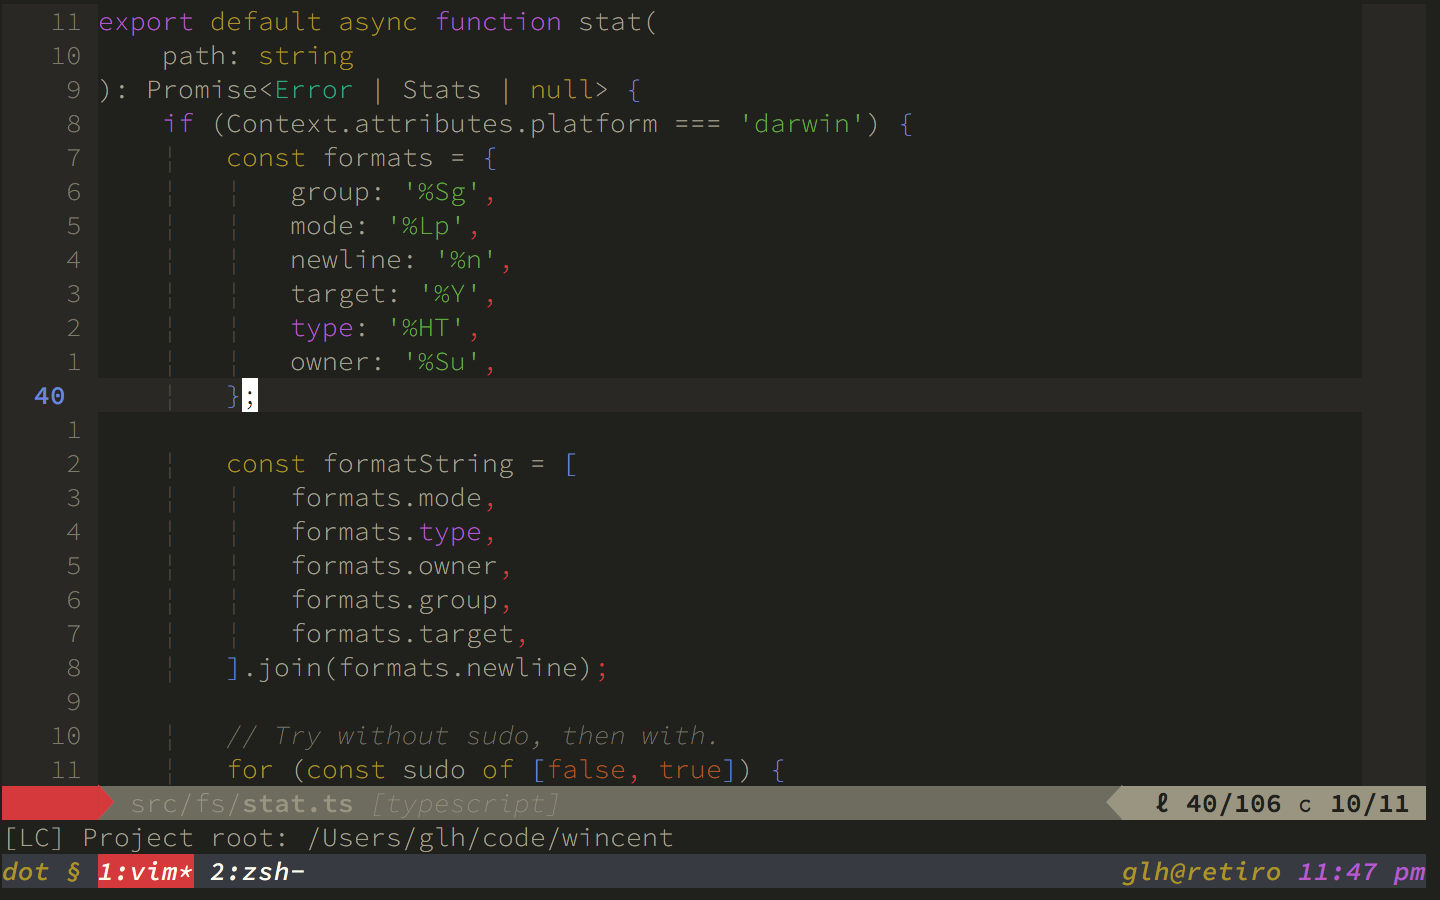 11 export default async function stat(
10     path: string
9 ): Promise<Error | Stats | null> {
8     if (Context.attributes.platform === 'darwin') {
7         const formats = {
6             group: '%Sg',
5             mode: '%Lp',
4             newline: '%n',
3             target: '%Y',
2             type: '%HT',
1             owner: '%Su',
40         };
1
2         const formatString = [
3             formats.mode,
4             formats.type,
5             formats.owner,
6             formats.group,
7             formats.target,
8         ].join(formats.newline);
9
10         // Try without sudo, then with.
11         for (const sudo of [false, true]) {
src/fs/stat.ts [typescript] ℓ 40/106 c 10/11
[LC] Project root: /Users/glh/code/wincent
dot § 1:vim* 2:zsh- glh@retiro 11:47 pm